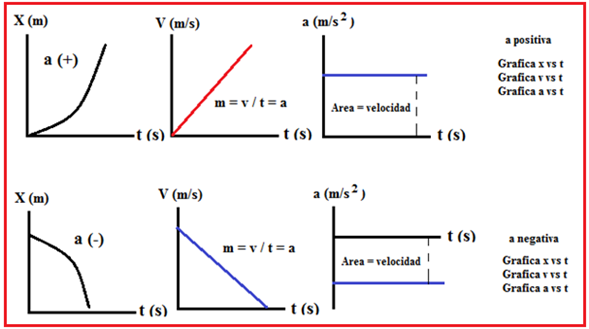 X (m)
V (m/s)
a (m/s²)
a positiva
a (+)
Grafica x vs t
Grafica v vs t
Grafica a vs t
m = v / t = a
Area = velocidad
t (s)
t (s)
t (s)
X (m)
V (m/s)
a (m/s²)
a (-)
t (s)
a negativa
m = v / t = a
Area = velocidad
Grafica x vs t
Grafica v vs t
Grafica a vs t
t (s)
t (s)